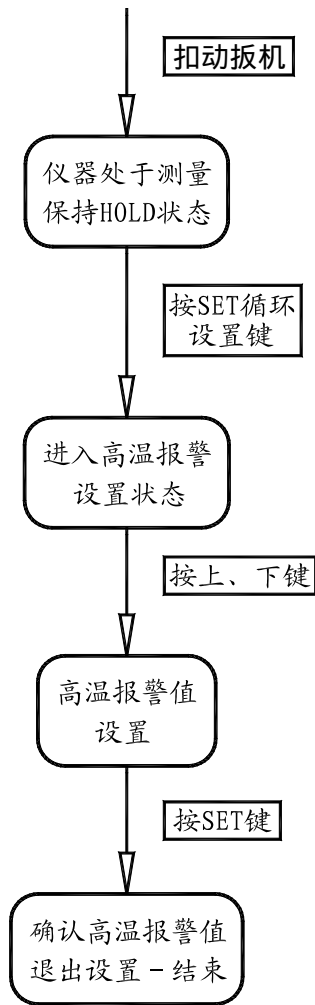 扣动扳机
仪器处于测量
保持HOLD状态
按SET循环
设置键
进入高温报警
设置状态
按上、下键
高温报警值
设置
按SET键
确认高温报警值
退出设置－结束